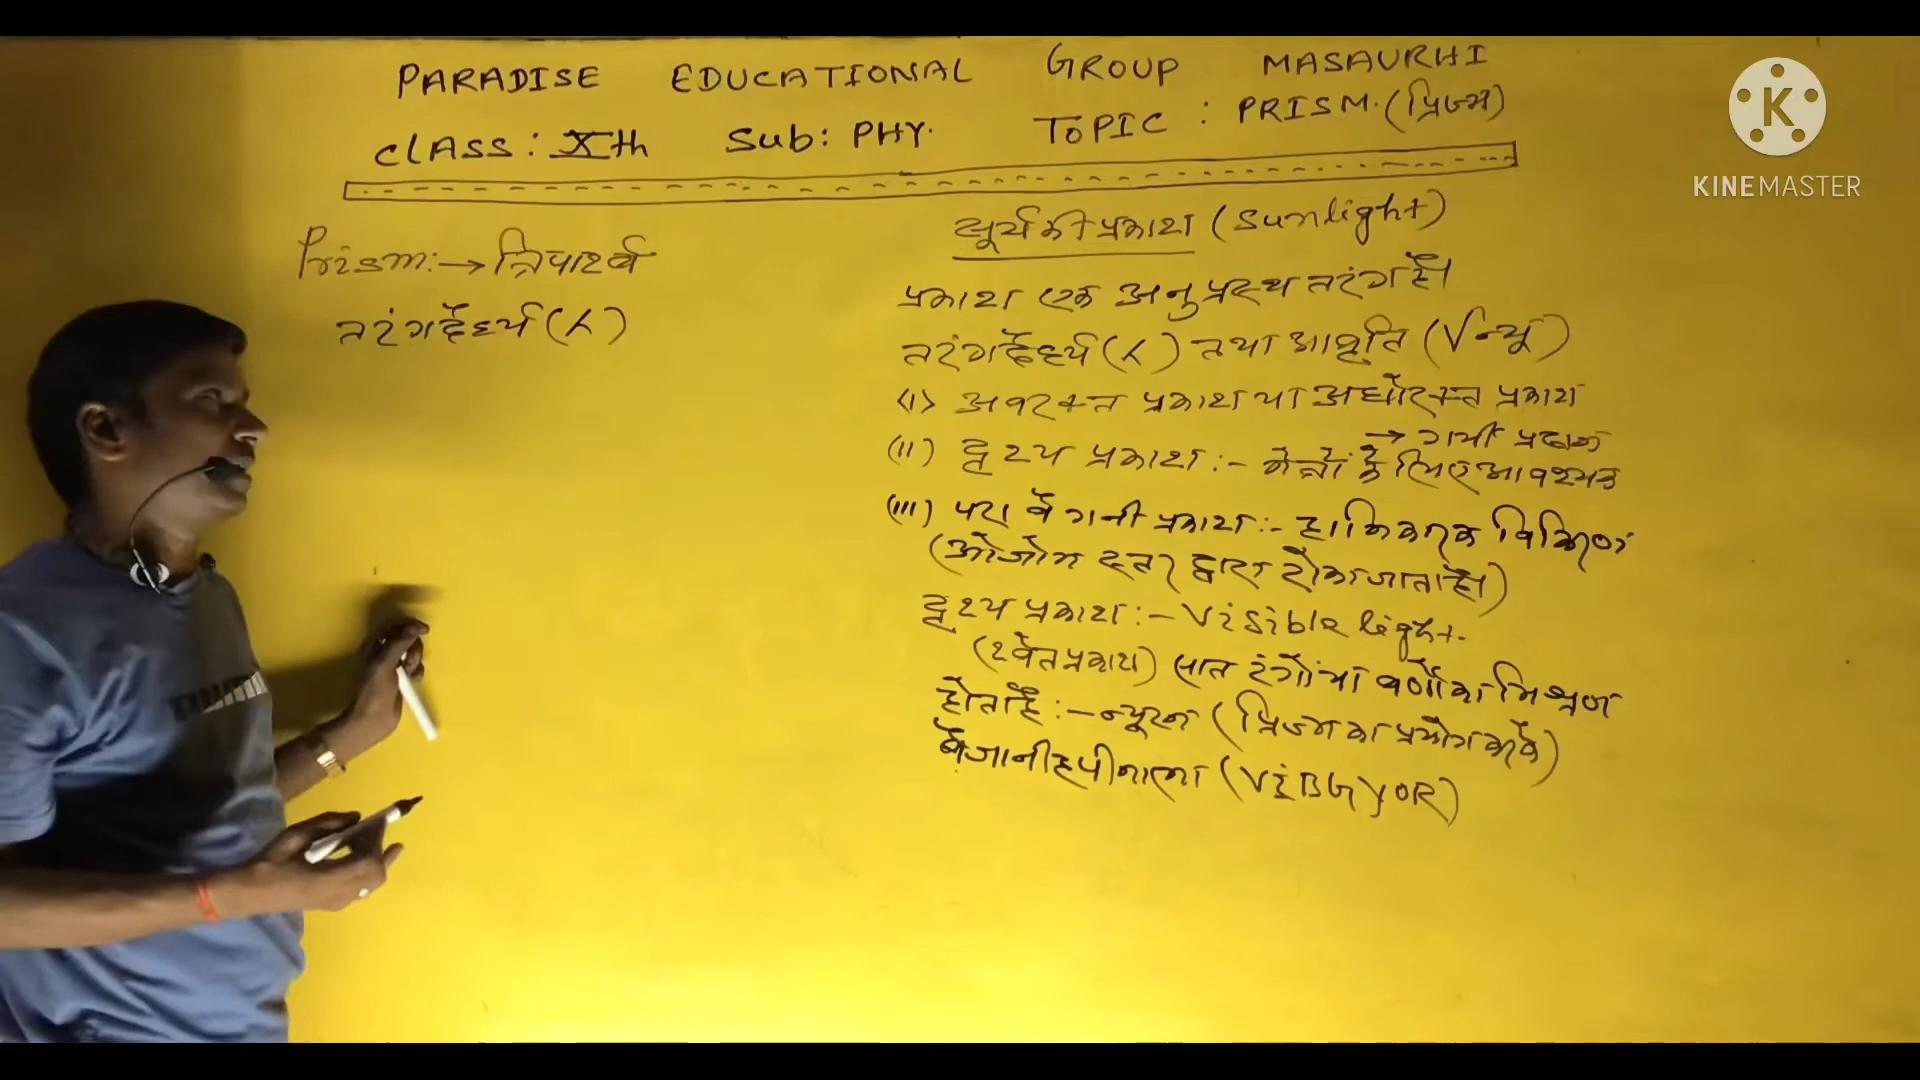 PARADISE EDUCATIONAL GROUP MASAURHI
CLASS: Xth Sub: PHY. TOPIC : PRISM. (प्रिज्म)
Prism:→ त्रिपार्श्व
तरंगदैर्ध्य (λ)
सूर्य की प्रकाश (Sunlight)
प्रकाश एक अनुप्रस्थ तरंग है।
तरंगदैर्ध्य (λ) तथा आवृति (√ न्यू)
(i) अवरक्त प्रकाश या अधोरक्त प्रकाश
→ गर्मी प्रदान
(ii) दृश्य प्रकाश :- नेत्रों के लिए आवश्यक
(iii) परा बैगनी प्रकाश :- हानिकारक विकिरण
(ओजोन स्तर द्वारा रोका जाता है।)
दृश्य प्रकाश :- Visible light.
(श्वेत प्रकाश) सात रंगों या वर्णों का मिश्रण
होता है :- न्यूटन (प्रिज्म का प्रयोग करके)
बैजानीहपीनाला (VIBGYOR)
KINEMASTER